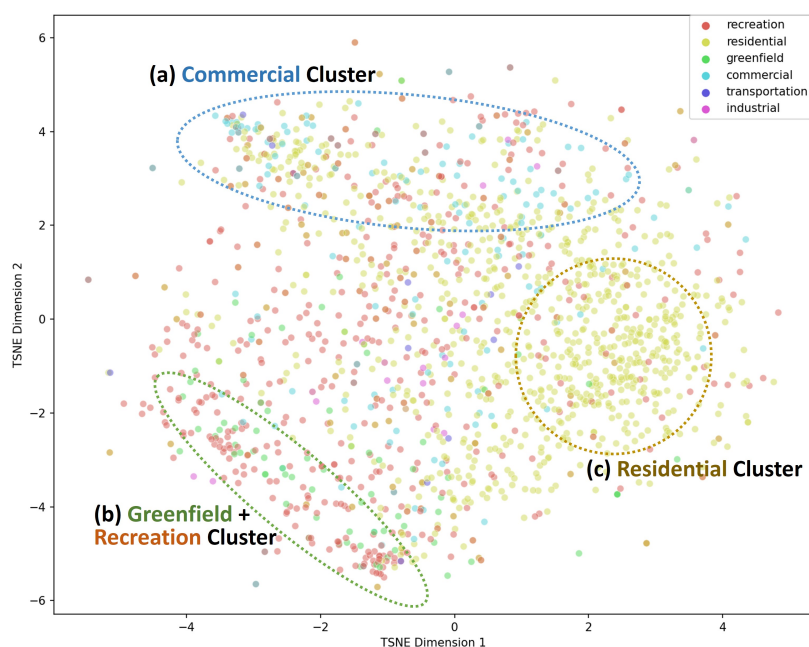 recreation
residential
greenfield
commercial
transportation
industrial
(a) Commercial Cluster
(c) Residential Cluster
(b) Greenfield +
Recreation Cluster
TSNE Dimension 2
6
4
2
0
−2
−4
−6
−4
−2
0
2
4
TSNE Dimension 1